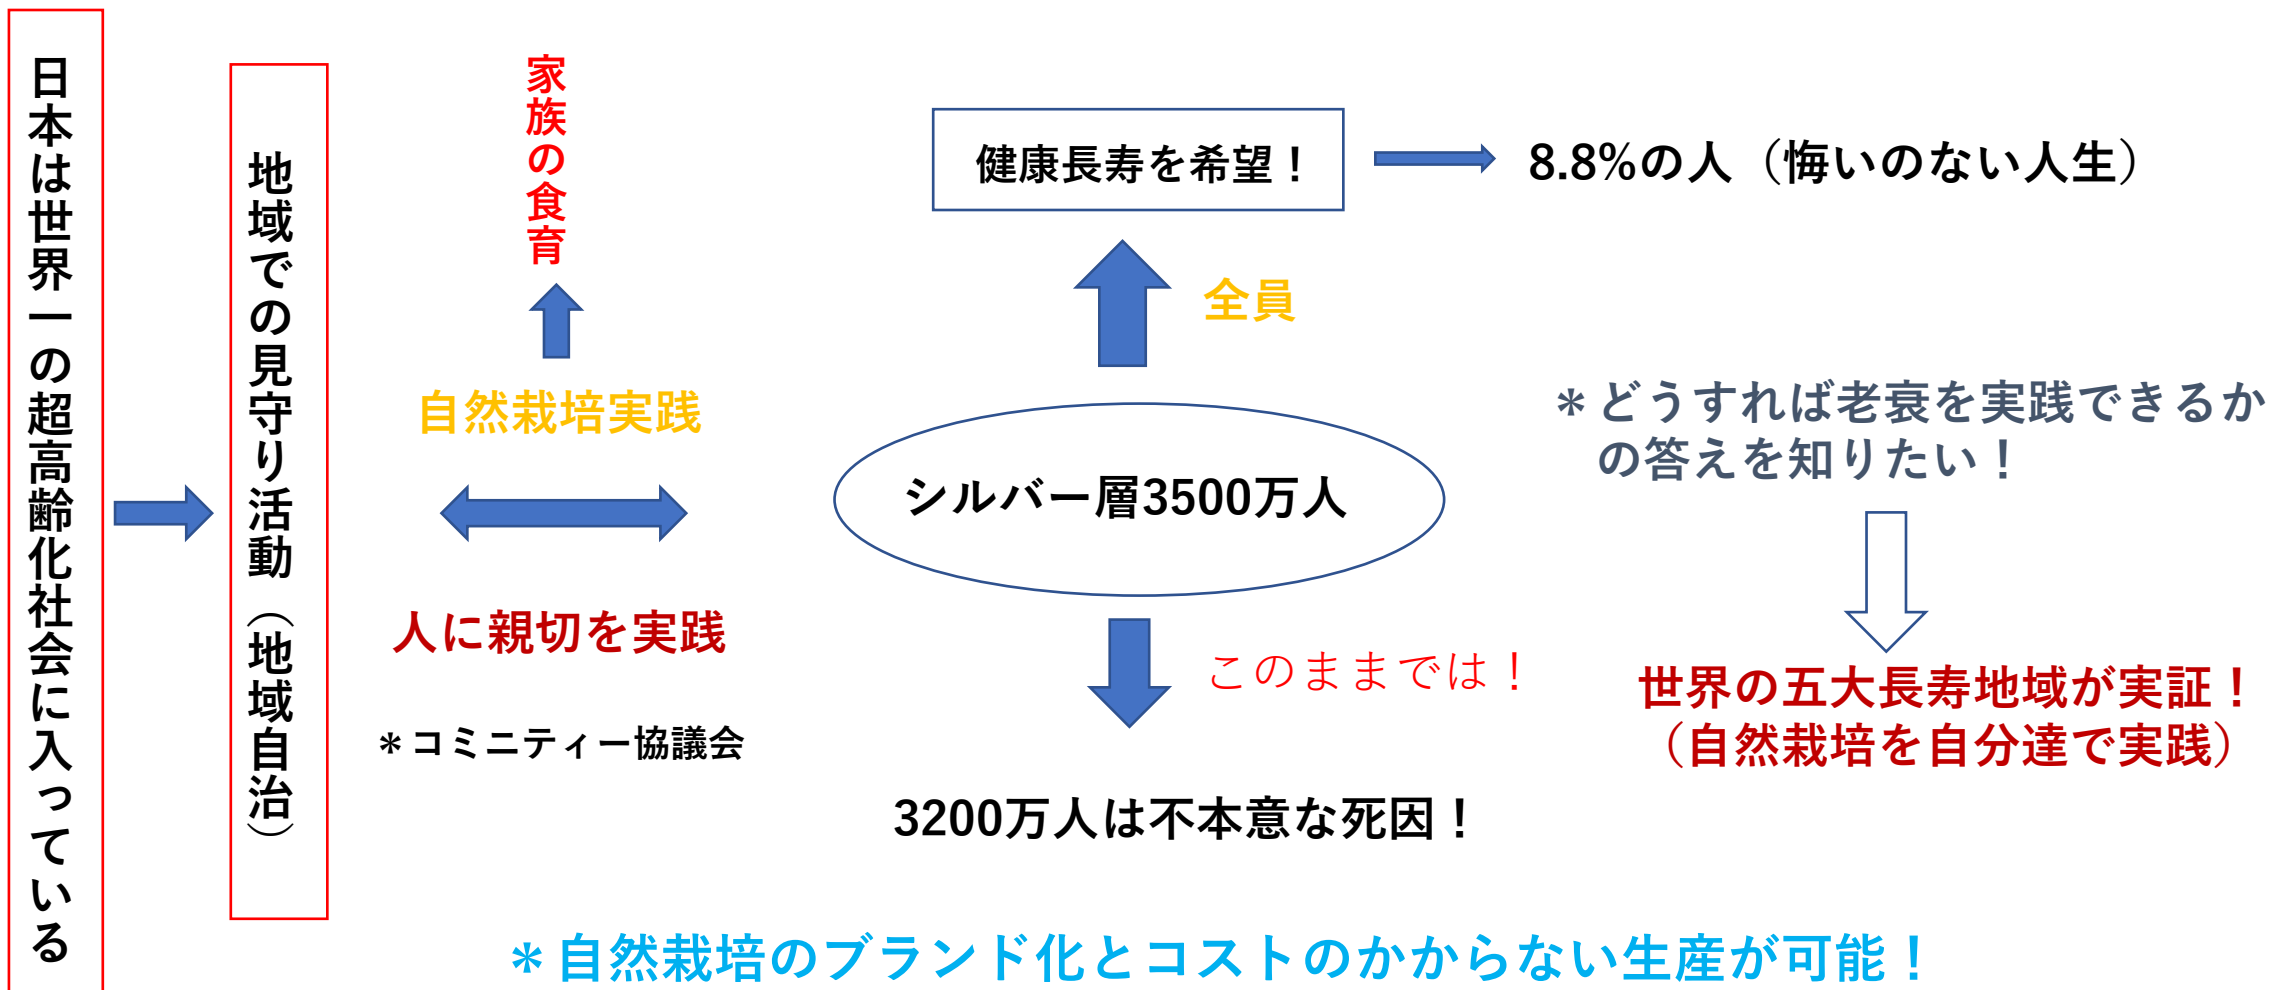 日本は世界一の超高齢化社会に入っている
地域での見守り活動（地域自治）
家族の食育
自然栽培実践
人に親切を実践
＊コミニティー協議会
健康長寿を希望！
8.8%の人（悔いのない人生）
全員
シルバー層3500万人
このままでは！
3200万人は不本意な死因！
＊どうすれば老衰を実践できるか
の答えを知りたい！
世界の五大長寿地域が実証！
（自然栽培を自分達で実践）
＊自然栽培のブランド化とコストのかからない生産が可能！